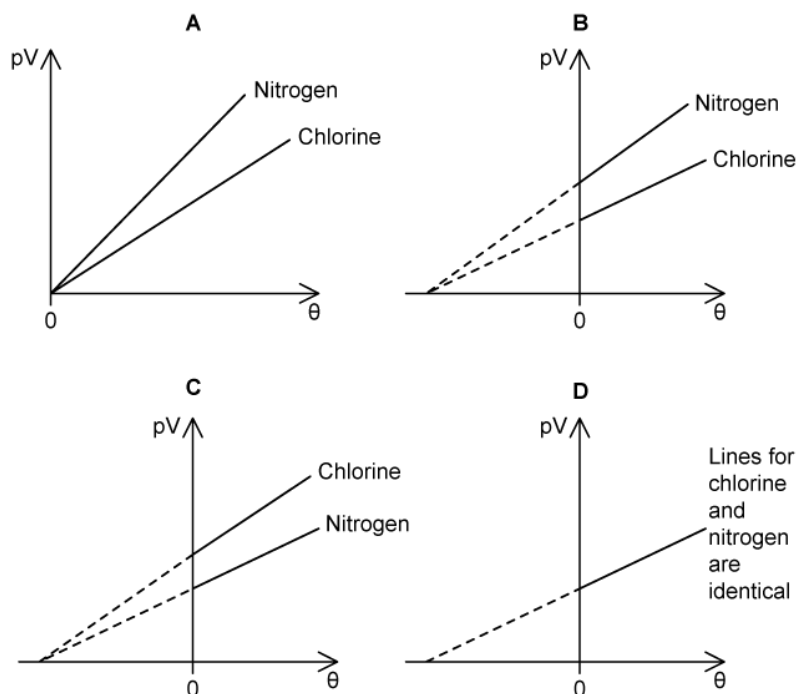 A
pV
Nitrogen
Chlorine
0
θ
B
pV
Nitrogen
Chlorine
0
θ
C
pV
Chlorine
Nitrogen
0
θ
D
pV
Lines for
chlorine
and
nitrogen
are
identical
0
θ